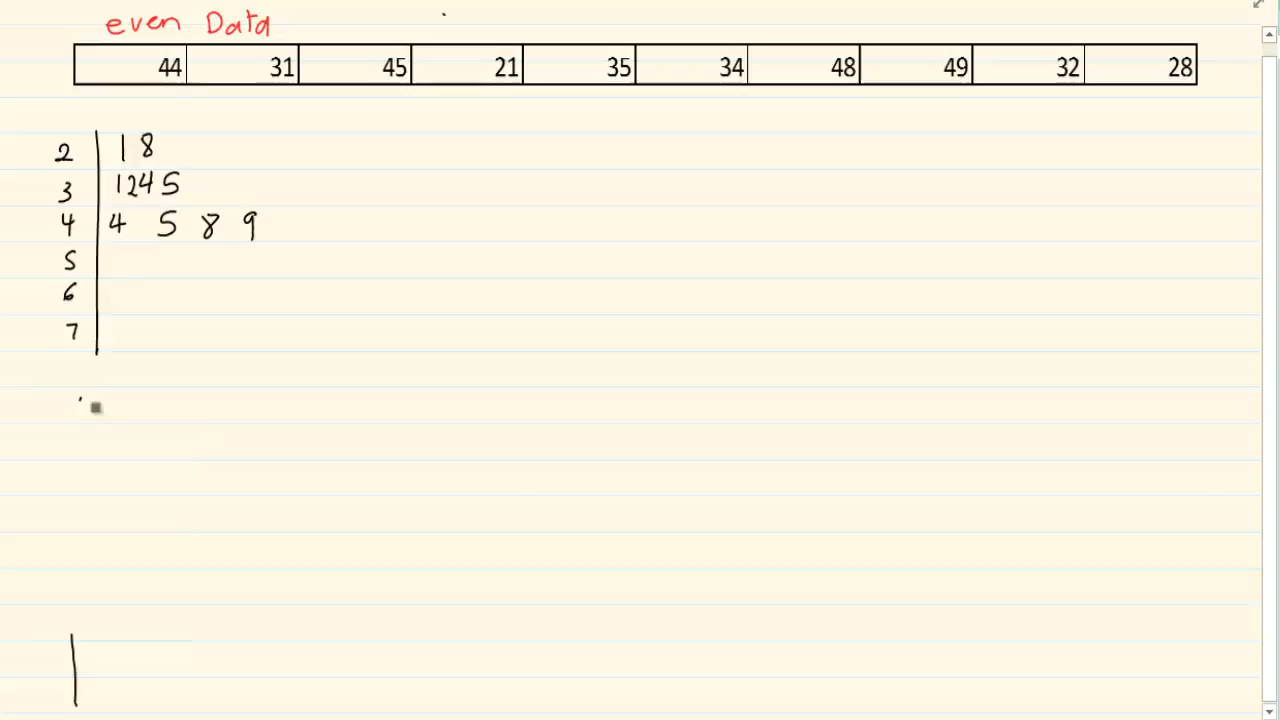 even Data
44 31 45 21 35 34 48 49 32 28
2 | 1 8
3 | 1 2 4 5
4 | 4 5 8 9
5 |
6 |
7 |